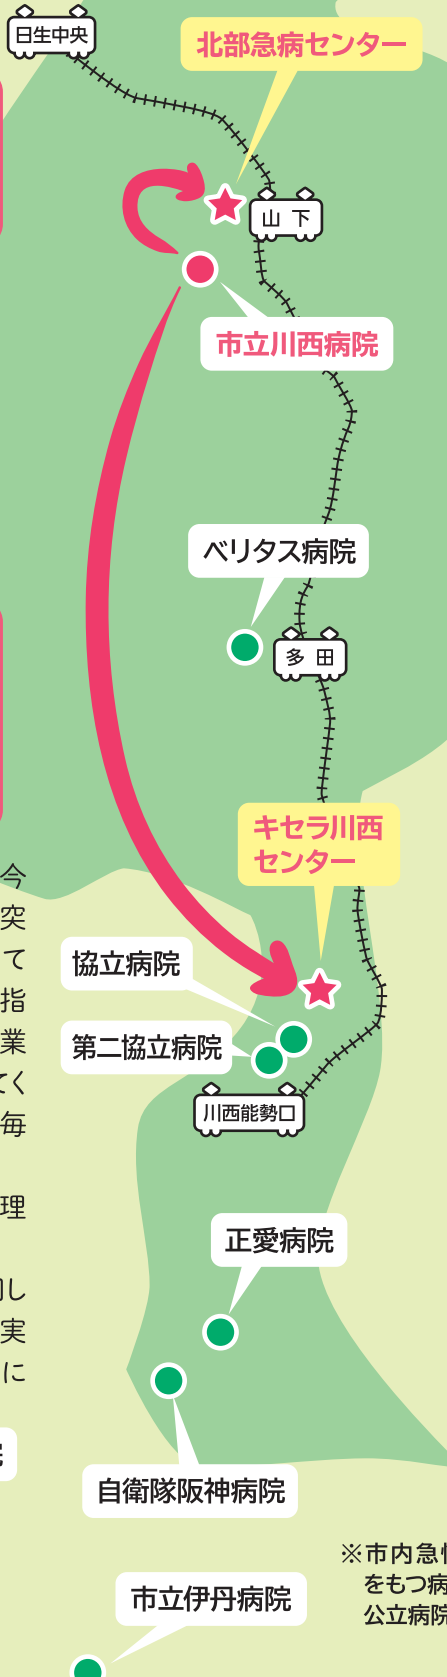 日生中央
北部急病センター
山下
市立川西病院
ベリタス病院
多田
キセラ川西
センター
今
突
て
指
業
てく
毎
理
し
実
に
協立病院
第二協立病院
川西能勢口
正愛病院
自衛隊阪神病院
※市内急
をもつ病
公立病院
市立伊丹病院